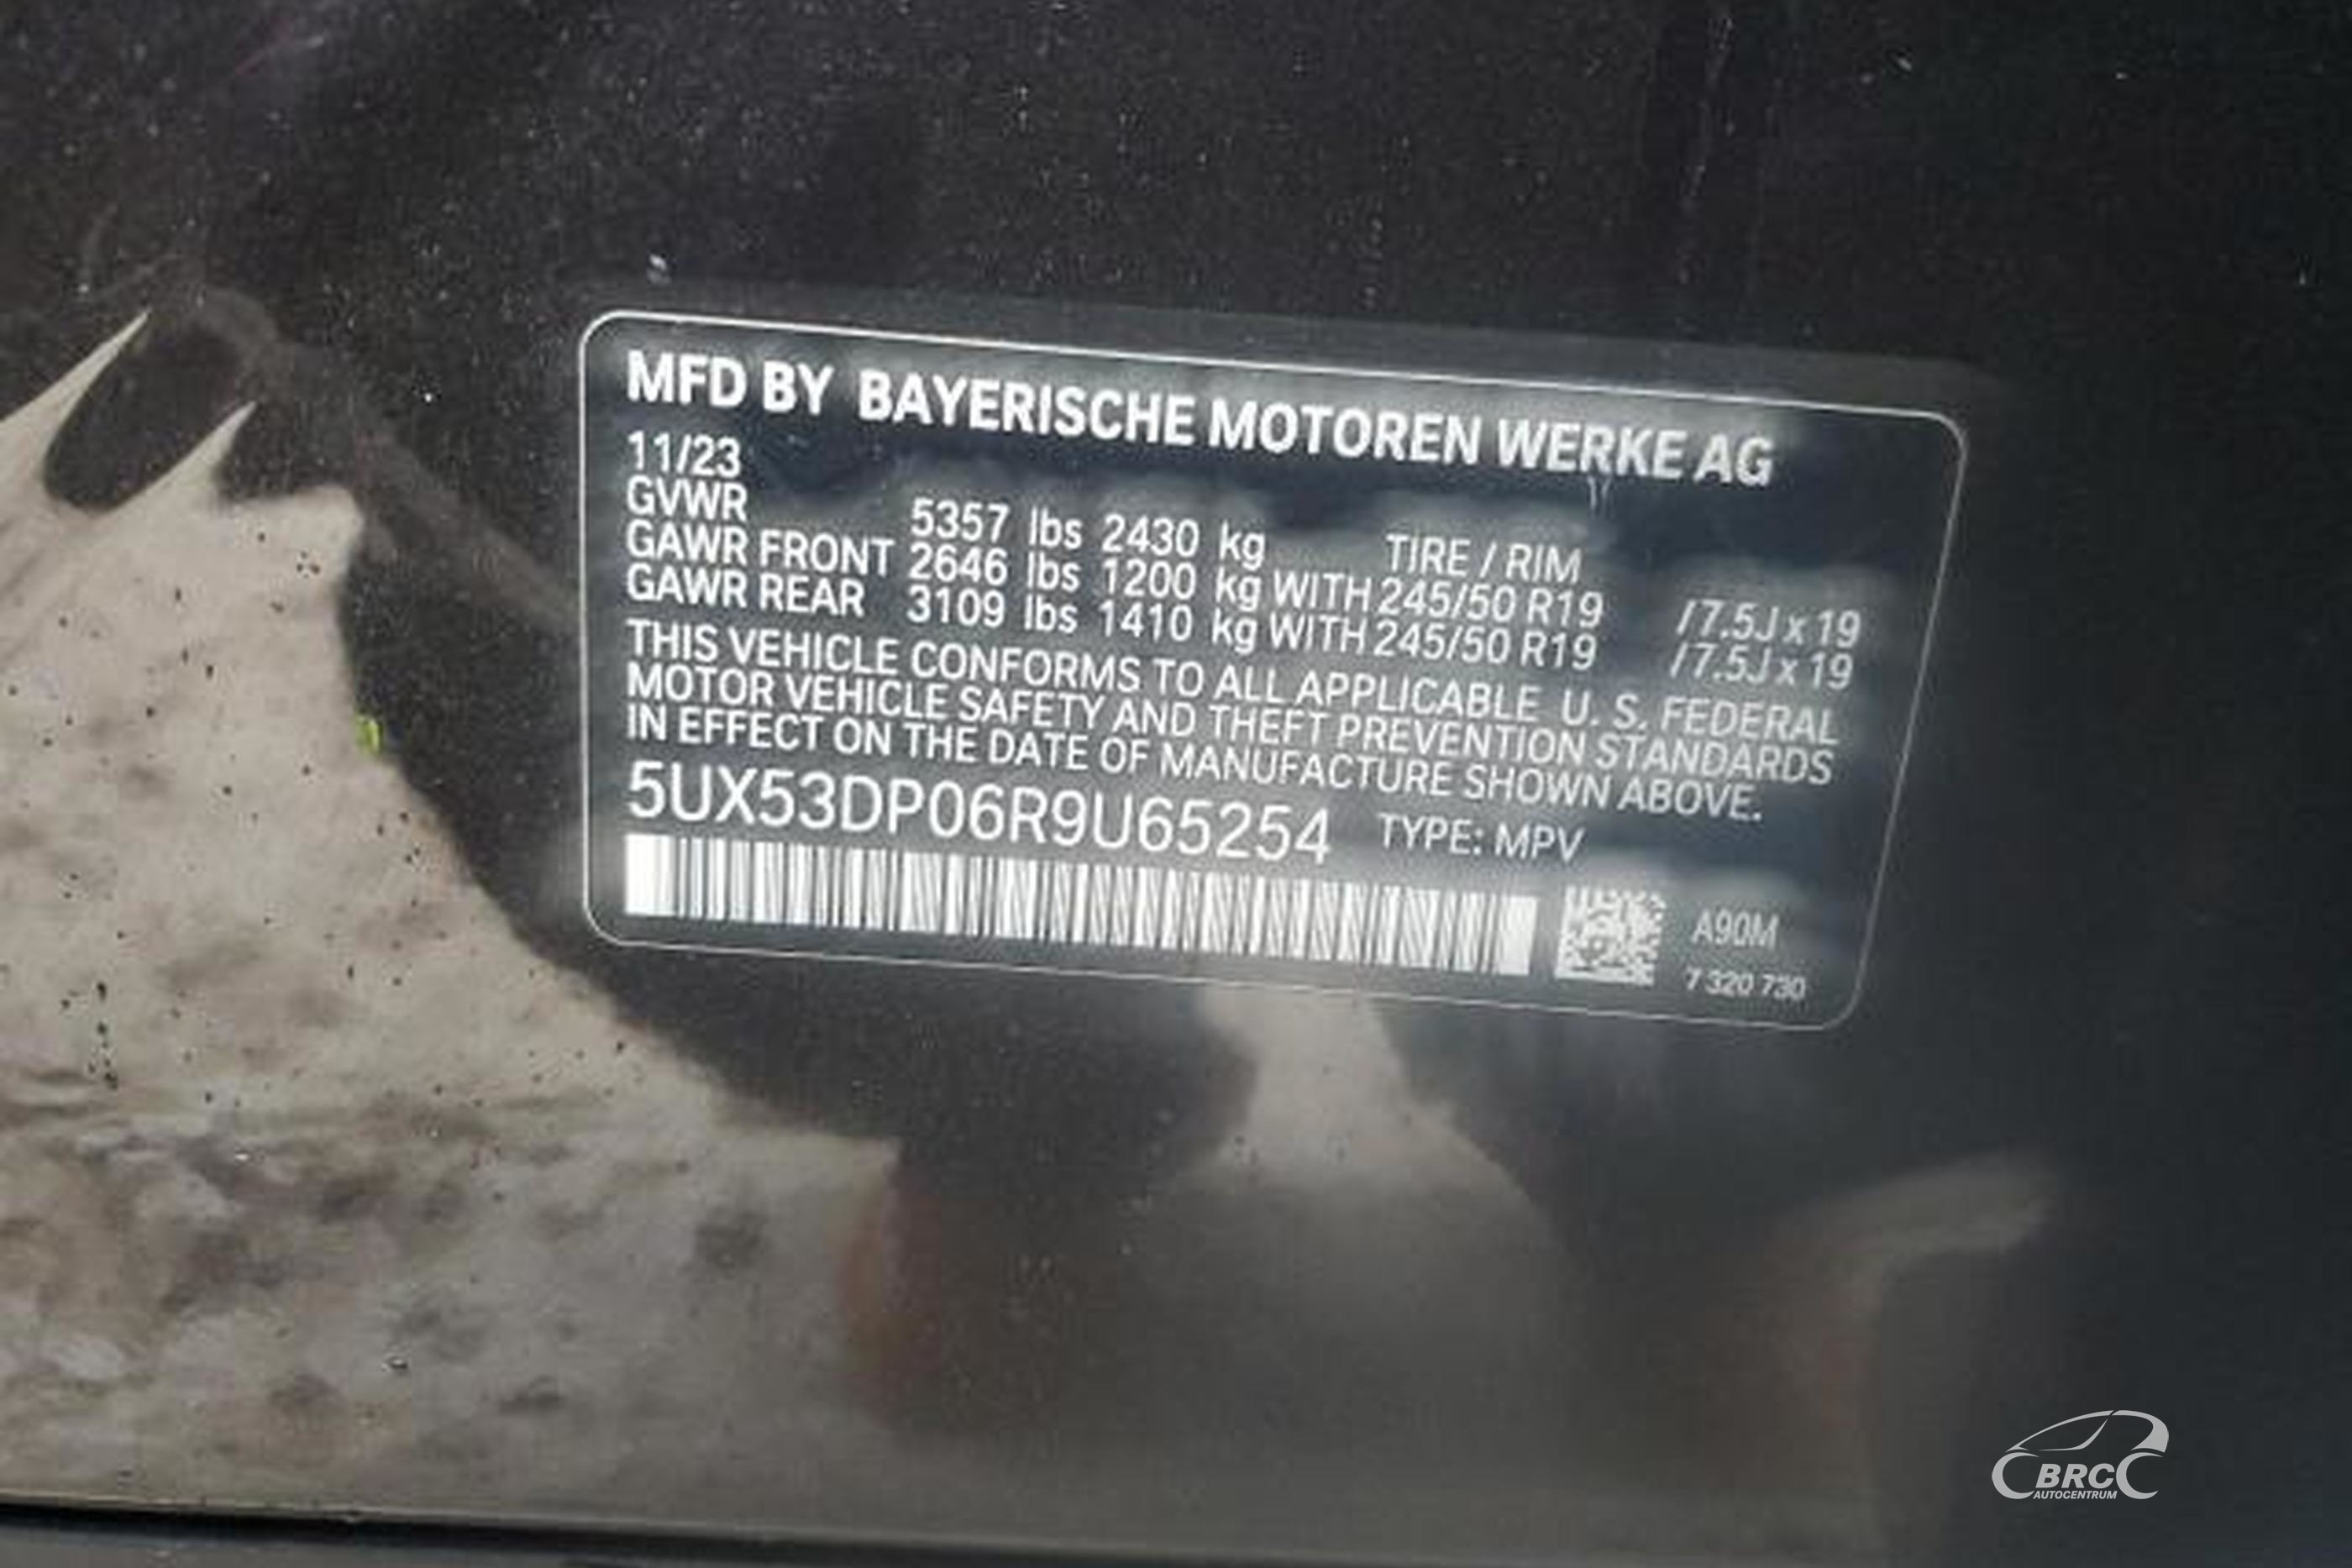 MFD BY BAYERISCHE MOTOREN WERKE AG
11/23
GVWR 5357 lbs 2430 kg TIRE / RIM
GAWR FRONT 2646 lbs 1200 kg WITH 245/50 R19 /7.5J x 19
GAWR REAR 3109 lbs 1410 kg WITH 245/50 R19 /7.5J x 19
THIS VEHICLE CONFORMS TO ALL APPLICABLE U. S. FEDERAL
MOTOR VEHICLE SAFETY AND THEFT PREVENTION STANDARDS
IN EFFECT ON THE DATE OF MANUFACTURE SHOWN ABOVE.
5UX53DP06R9U65254 TYPE: MPV
A90M
7 320 730
BRC
AUTOCENTRUM